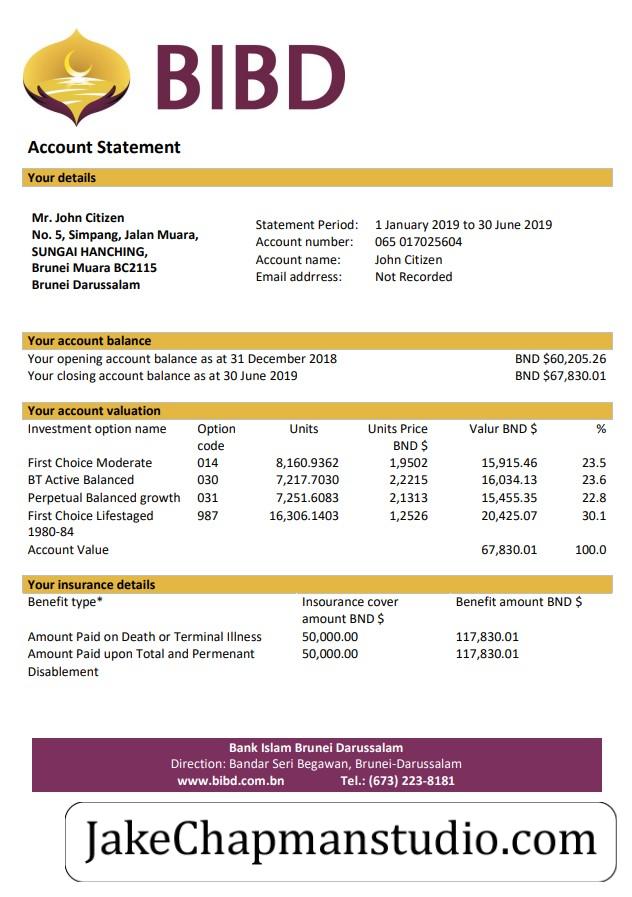 BIBD
Account Statement
Your details
Mr. John Citizen
No. 5, Simpang, Jalan Muara,
SUNGAI HANCHING,
Brunei Muara BC2115
Brunei Darussalam
Statement Period: 1 January 2019 to 30 June 2019
Account number: 065 017025604
Account name: John Citizen
Email addrress: Not Recorded
Your account balance
Your opening account balance as at 31 December 2018 BND $60,205.26
Your closing account balance as at 30 June 2019 BND $67,830.01
Your account valuation
Investment option name Option code Units Units Price BND $ Valur BND $ %
First Choice Moderate 014 8,160.9362 1,9502 15,915.46 23.5
BT Active Balanced 030 7,217.7030 2,2215 16,034.13 23.6
Perpetual Balanced growth 031 7,251.6083 2,1313 15,455.35 22.8
First Choice Lifestaged 987 16,306.1403 1,2526 20,425.07 30.1
1980-84
Account Value 67,830.01 100.0
Your insurance details
Benefit type* Insourance cover amount BND $ Benefit amount BND $
Amount Paid on Death or Terminal Illness 50,000.00 117,830.01
Amount Paid upon Total and Permenant 50,000.00 117,830.01
Disablement
Bank Islam Brunei Darussalam
Direction: Bandar Seri Begawan, Brunei-Darussalam
www.bibd.com.bn Tel.: (673) 223-8181
JakeChapmanstudio.com